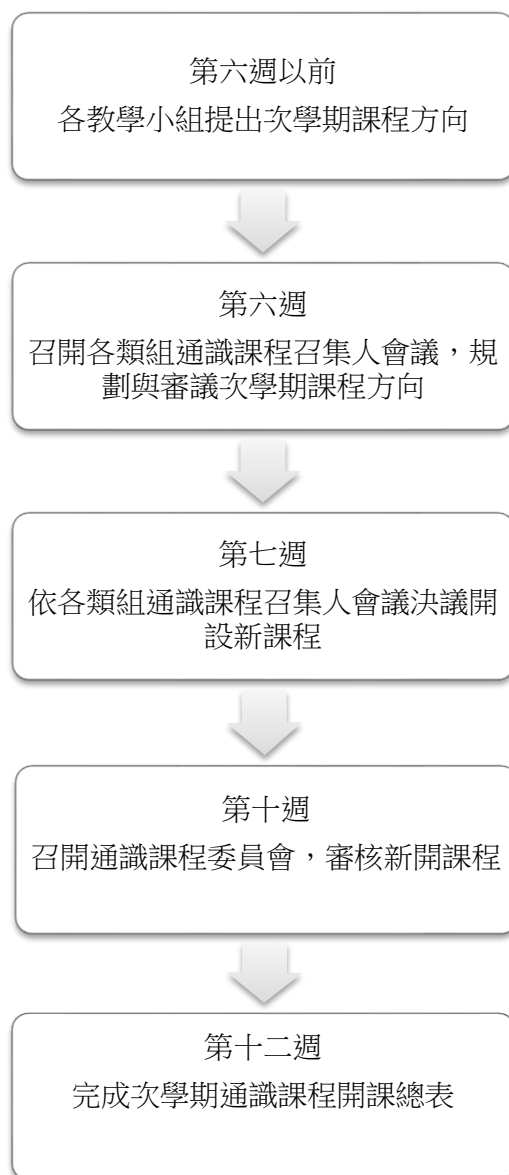 第六週以前
各教學小組提出次學期課程方向
第六週
召開各類組通識課程召集人會議，規
劃與審議次學期課程方向
第七週
依各類組通識課程召集人會議決議開
設新課程
第十週
召開通識課程委員會，審核新開課程
第十二週
完成次學期通識課程開課總表